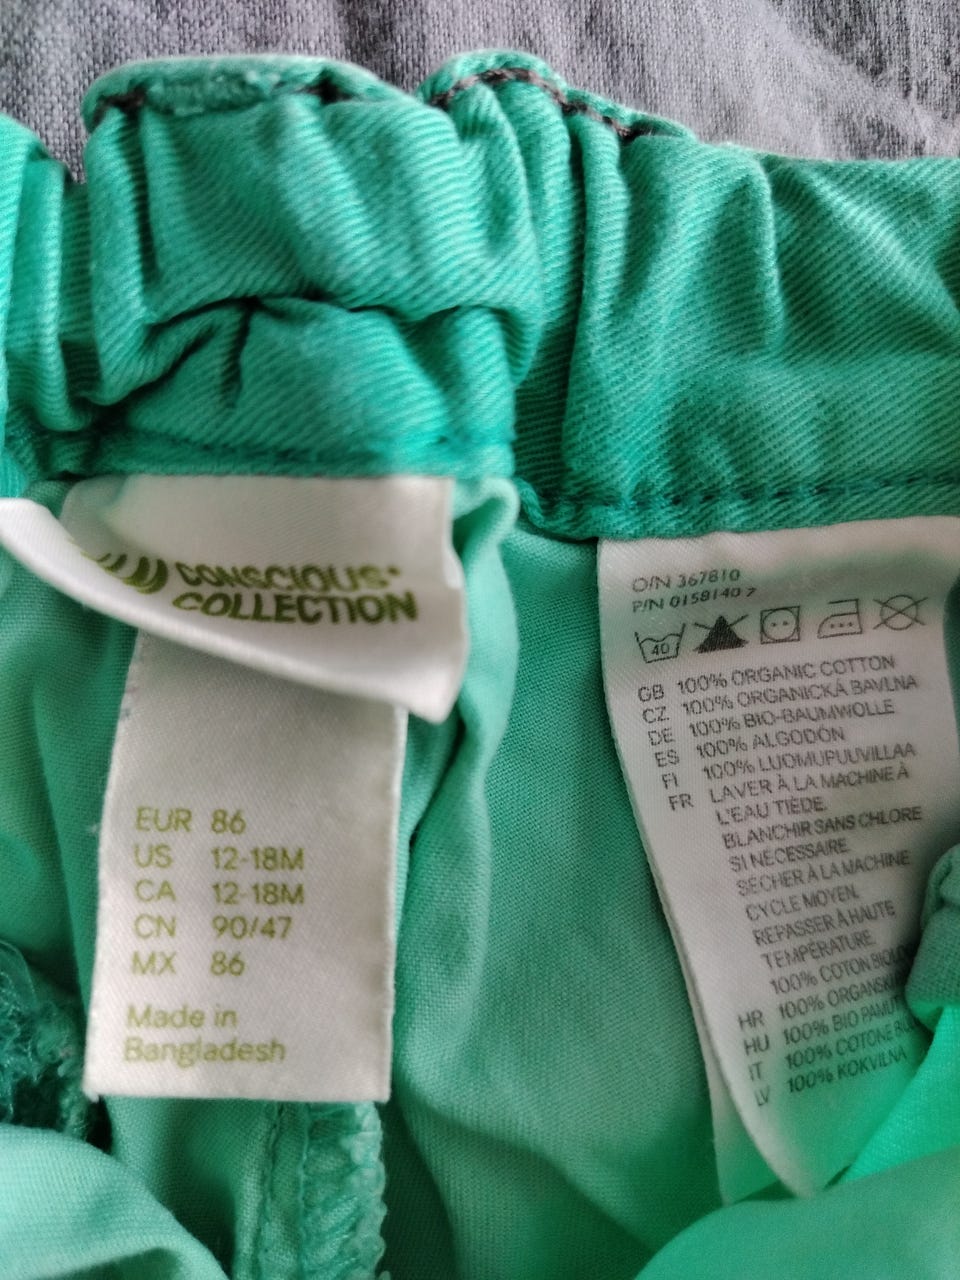 CONSCIOUS
COLLECTION
EUR 86
US 12-18M
CA 12-18M
CN 90/47
MX 86
Made in
Bangladesh
O/N 367810
P/N 0158140 7
40
GB 100% ORGANIC COTTON
CZ 100% ORGANICKÁ BAVLNA
DE 100% BIO-BAUMWOLLE
ES 100% ALGODÓN
FI 100% LUOMUPUUVILLAA
FR LAVER À LA MACHINE À
L'EAU TIÈDE.
BLANCHIR SANS CHLORE
SI NÉCESSAIRE.
SÉCHER À LA MACHINE
CYCLE MOYEN.
REPASSER À HAUTE
TEMPÉRATURE.
100% COTON
HR 100%
HU 100% BIO PAMUT
IT 100% COTONE
LV 100% KOKVILNA